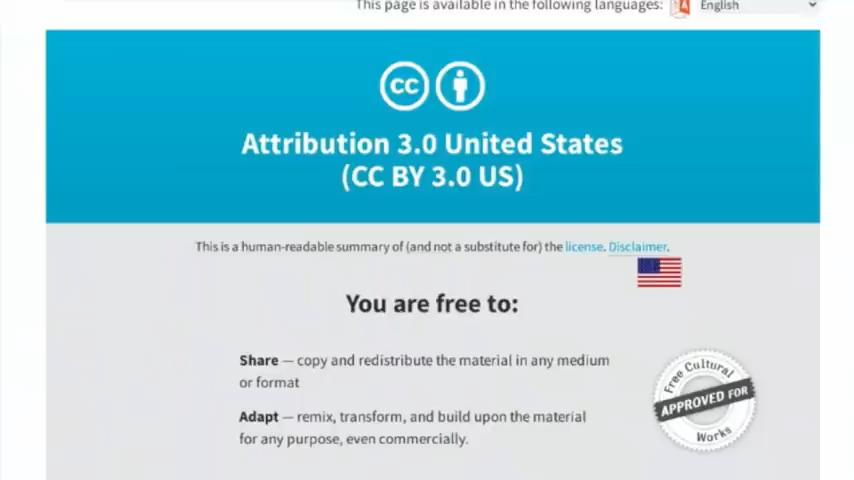 This page is available in the following languages:
English
cc
Attribution 3.0 United States
(CC BY 3.0 US)
This is a human-readable summary of (and not a substitute for) the license. Disclaimer.
You are free to:
Share — copy and redistribute the material in any medium
or format
Adapt — remix, transform, and build upon the material
for any purpose, even commercially.
Free Cultural
APPROVED FOR
Works